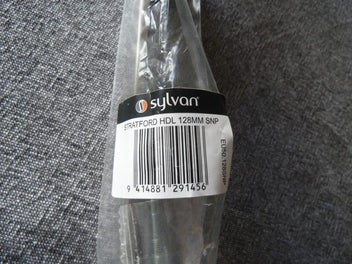 sylvan
STRATFORD HDL 128MM SNP
9 414881 291456